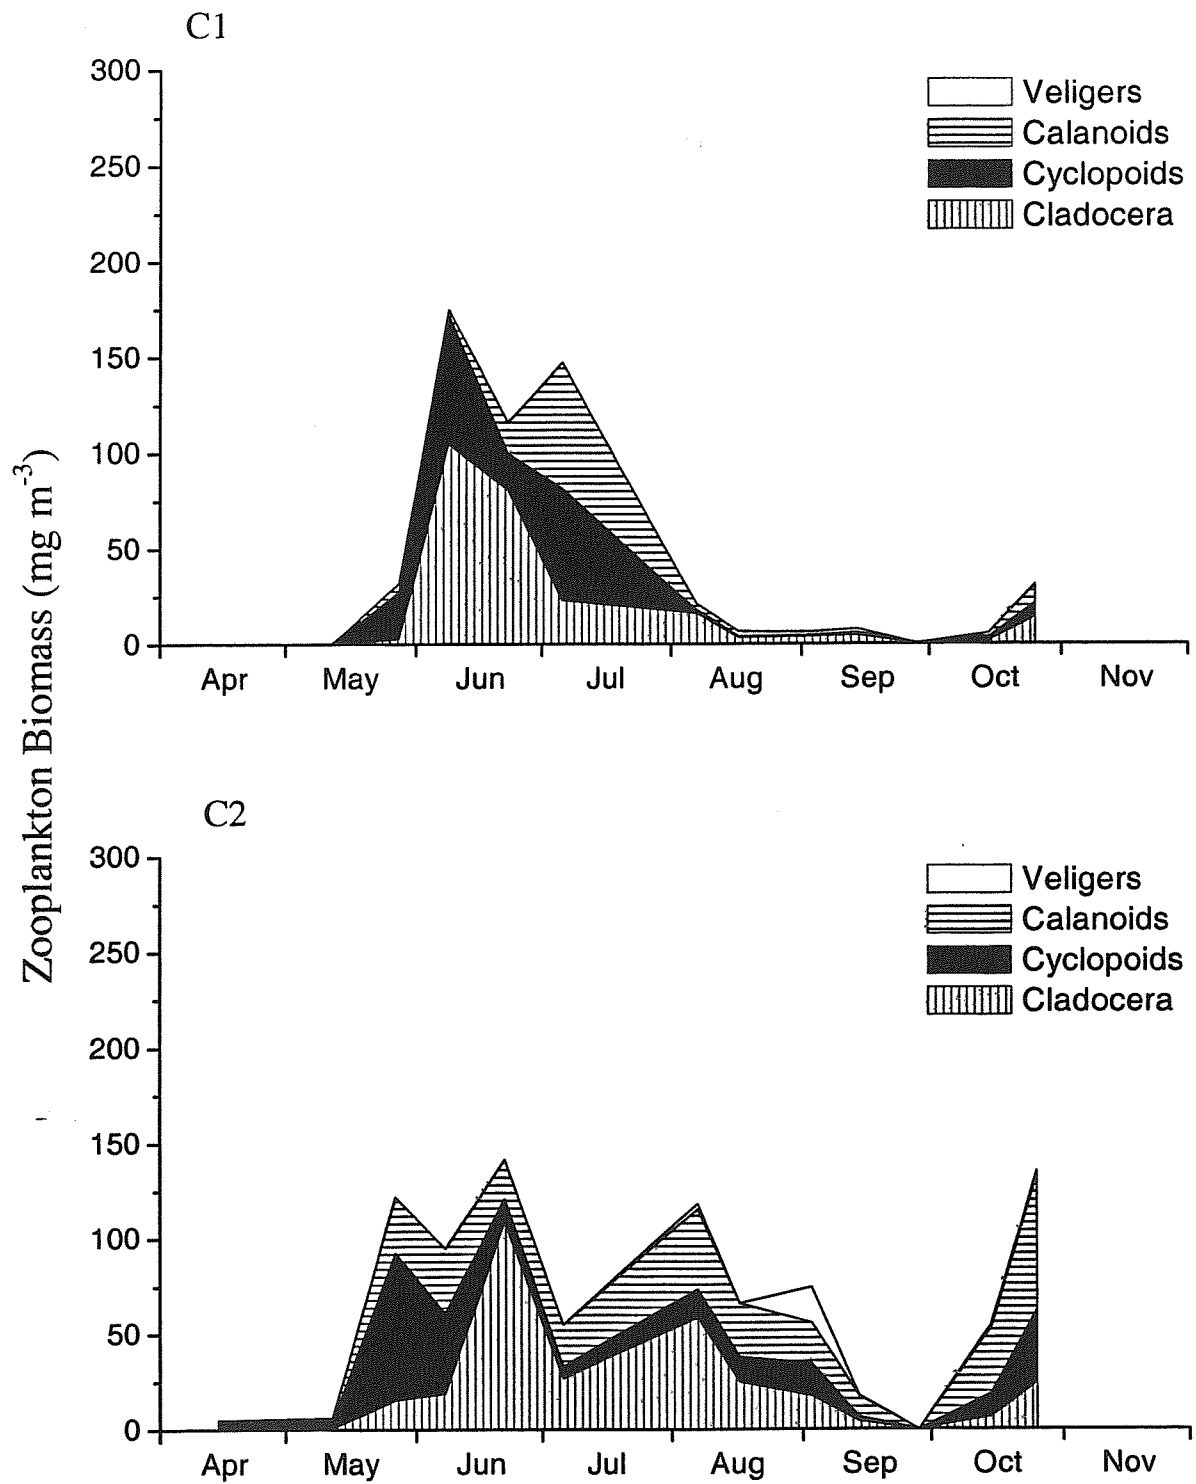 C1
300
250
200
150
100
50
0
Veligers
Calanoids
Cyclopoids
Cladocera
Apr May Jun Jul Aug Sep Oct Nov
Zooplankton Biomass (mg m⁻³)
C2
300
250
200
150
100
50
0
Veligers
Calanoids
Cyclopoids
Cladocera
Apr May Jun Jul Aug Sep Oct Nov